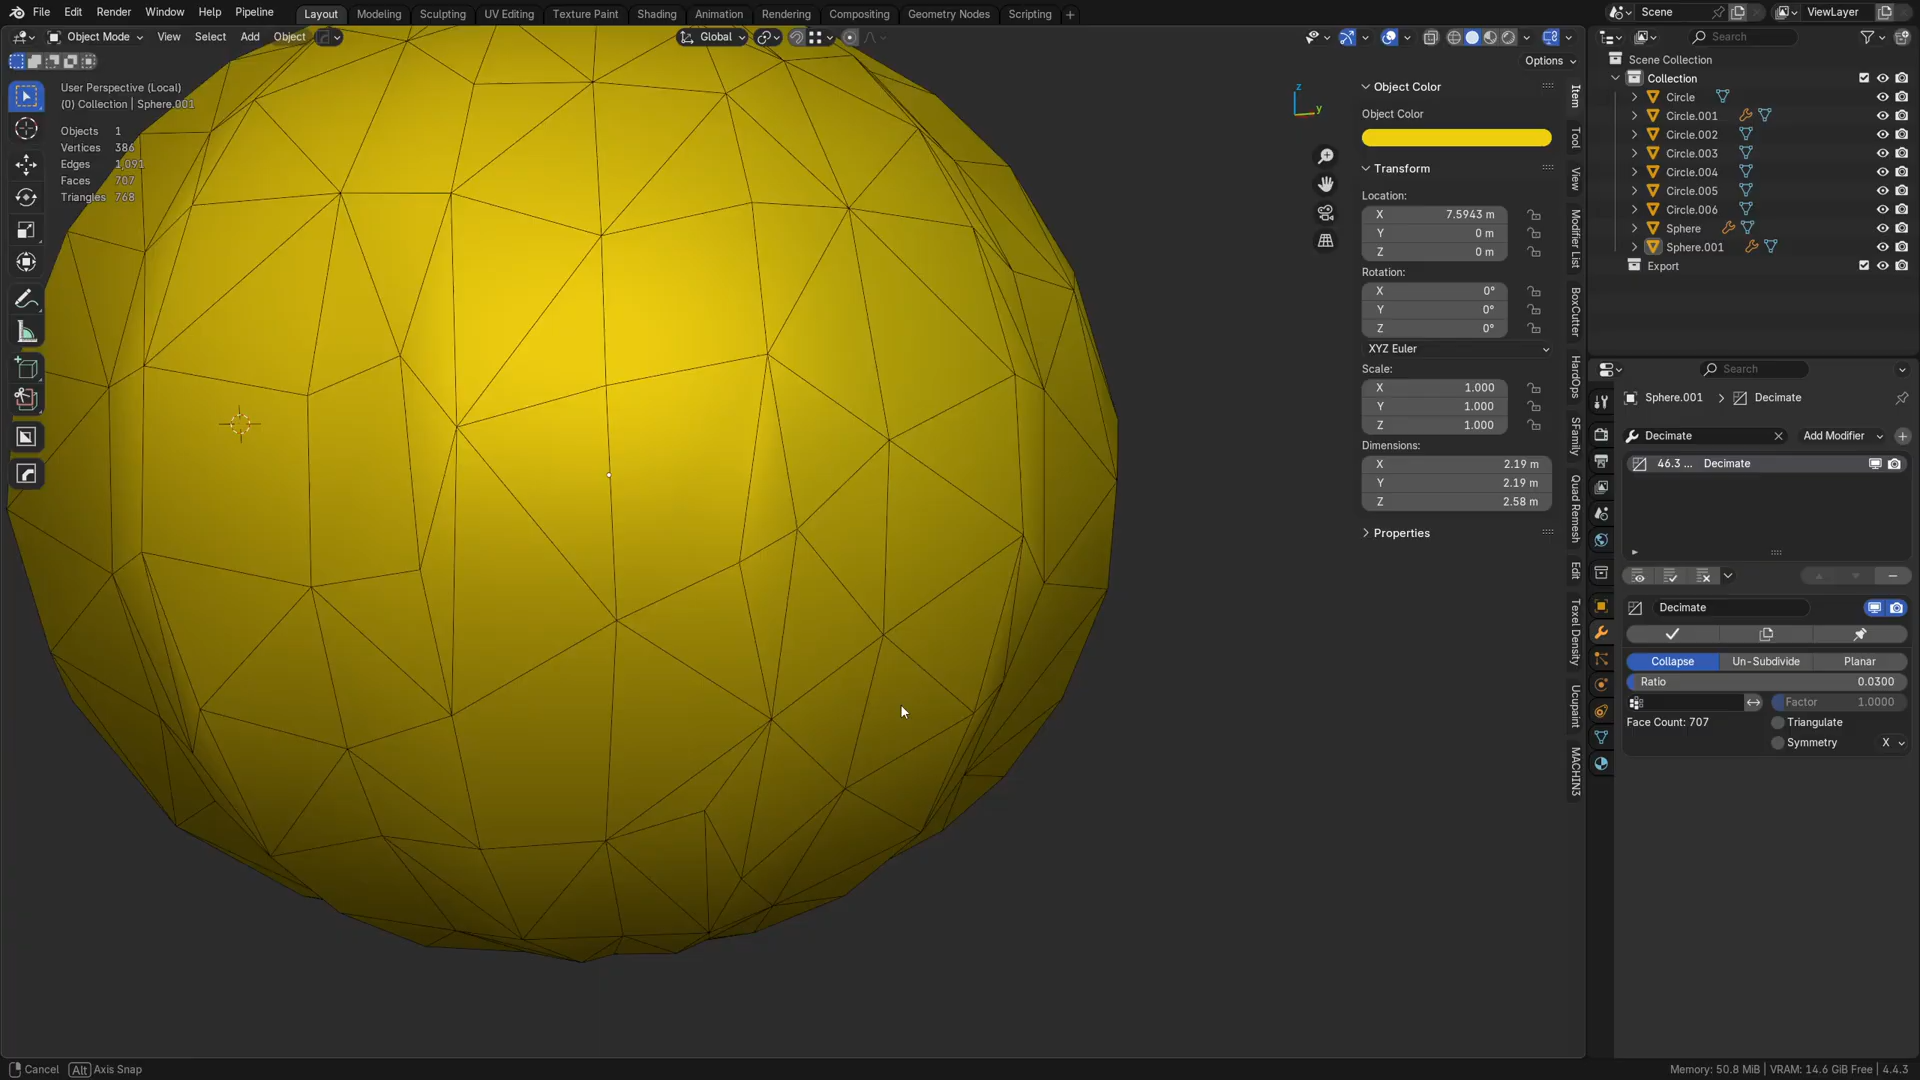 File Edit Render Window Help Pipeline Layout Modeling Sculpting UV Editing Texture Paint Shading Animation Rendering Compositing Geometry Nodes Scripting + Scene ViewLayer
Object Mode View Select Add Object Global Search
Options
User Perspective (Local)
(0) Collection | Sphere.001
Objects 1
Vertices 386
Edges 1,091
Faces 707
Triangles 768
z
y
Object Color
Object Color
Transform
Location:
X 7.5943 m
Y 0 m
Z 0 m
Rotation:
X 0°
Y 0°
Z 0°
XYZ Euler
Scale:
X 1.000
Y 1.000
Z 1.000
Dimensions:
X 2.19 m
Y 2.19 m
Z 2.58 m
Properties
Item
Tool
View
Modifier List
BoxCutter
HardOps
SFamily
Quad Remesh
Edit
Texel Density
Ucupaint
MACHIN3
Scene Collection
Collection
Circle
Circle.001
Circle.002
Circle.003
Circle.004
Circle.005
Circle.006
Sphere
Sphere.001
Export
Search
Sphere.001 > Decimate
Decimate Add Modifier
46.3 ... Decimate
Decimate
Collapse Un-Subdivide Planar
Ratio 0.0300
Factor 1.0000
Face Count: 707 Triangulate
Symmetry X
Cancel Alt Axis Snap
Memory: 50.8 MiB | VRAM: 14.6 GiB Free | 4.4.3